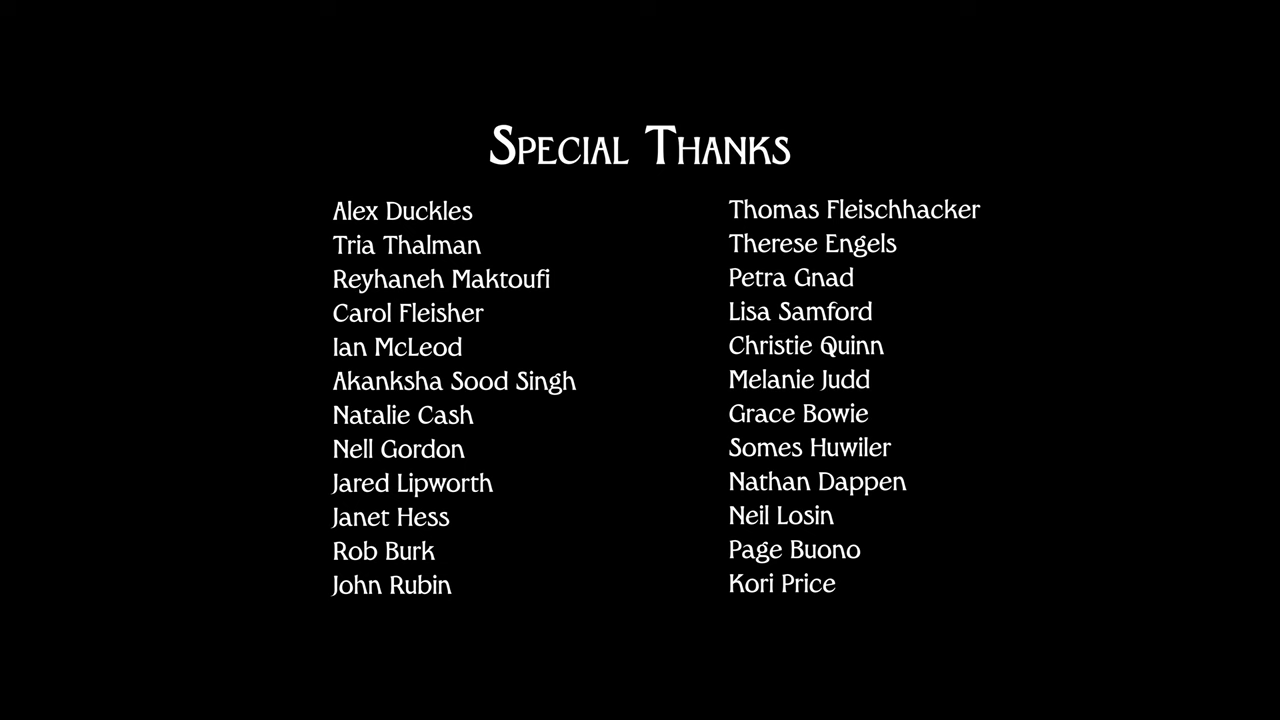 Special Thanks
Alex Duckles
Tria Thalman
Reyhaneh Maktoufi
Carol Fleisher
Ian McLeod
Akanksha Sood Singh
Natalie Cash
Nell Gordon
Jared Lipworth
Janet Hess
Rob Burk
John Rubin
Thomas Fleischhacker
Therese Engels
Petra Gnad
Lisa Samford
Christie Quinn
Melanie Judd
Grace Bowie
Somes Huwiler
Nathan Dappen
Neil Losin
Page Buono
Kori Price